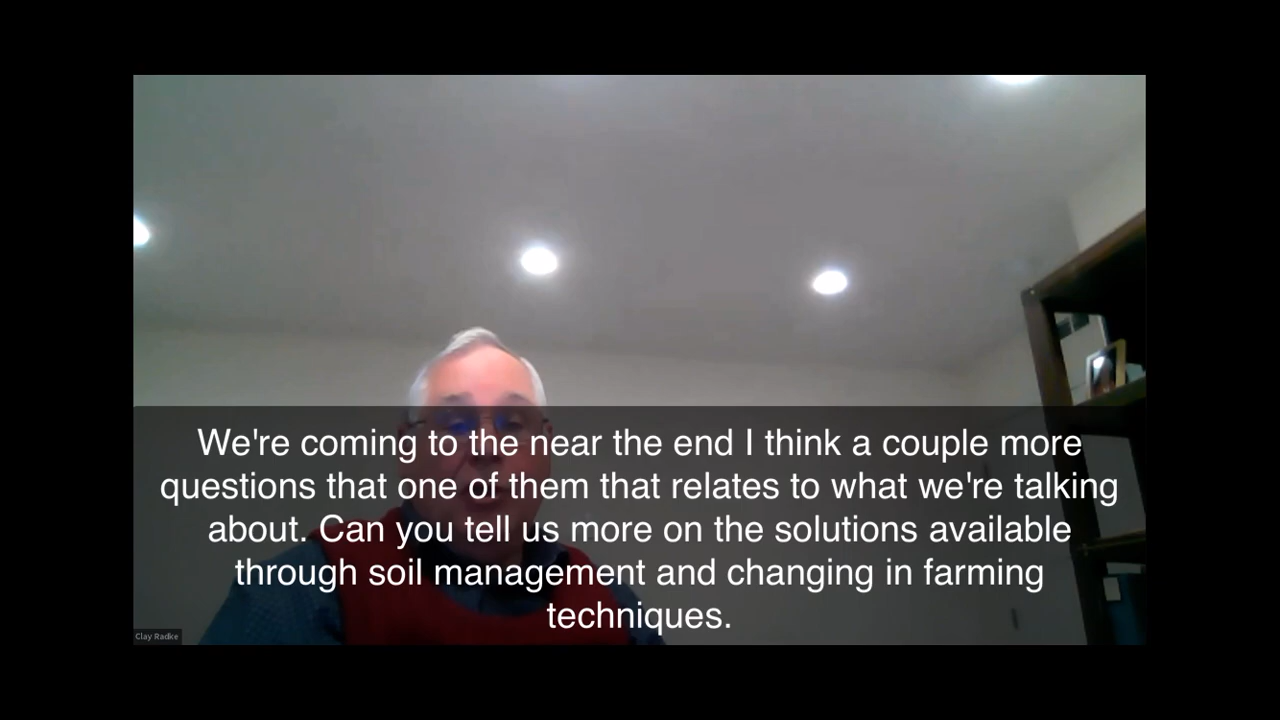 We're coming to the near the end I think a couple more
questions that one of them that relates to what we're talking
about. Can you tell us more on the solutions available
through soil management and changing in farming
techniques.
Clay Radke